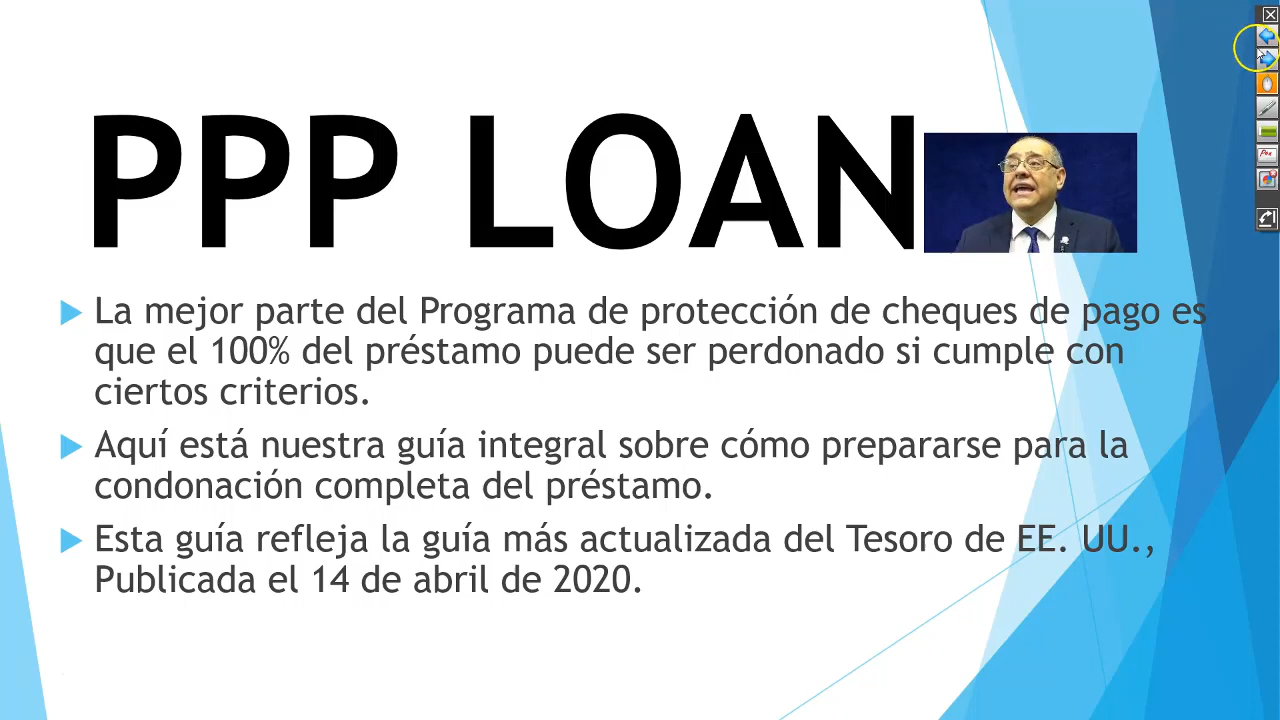 PPP LOAN
La mejor parte del Programa de protección de cheques de pago es
que el 100% del préstamo puede ser perdonado si cumple con
ciertos criterios.
Aquí está nuestra guía integral sobre cómo prepararse para la
condonación completa del préstamo.
Esta guía refleja la guía más actualizada del Tesoro de EE. UU.,
Publicada el 14 de abril de 2020.